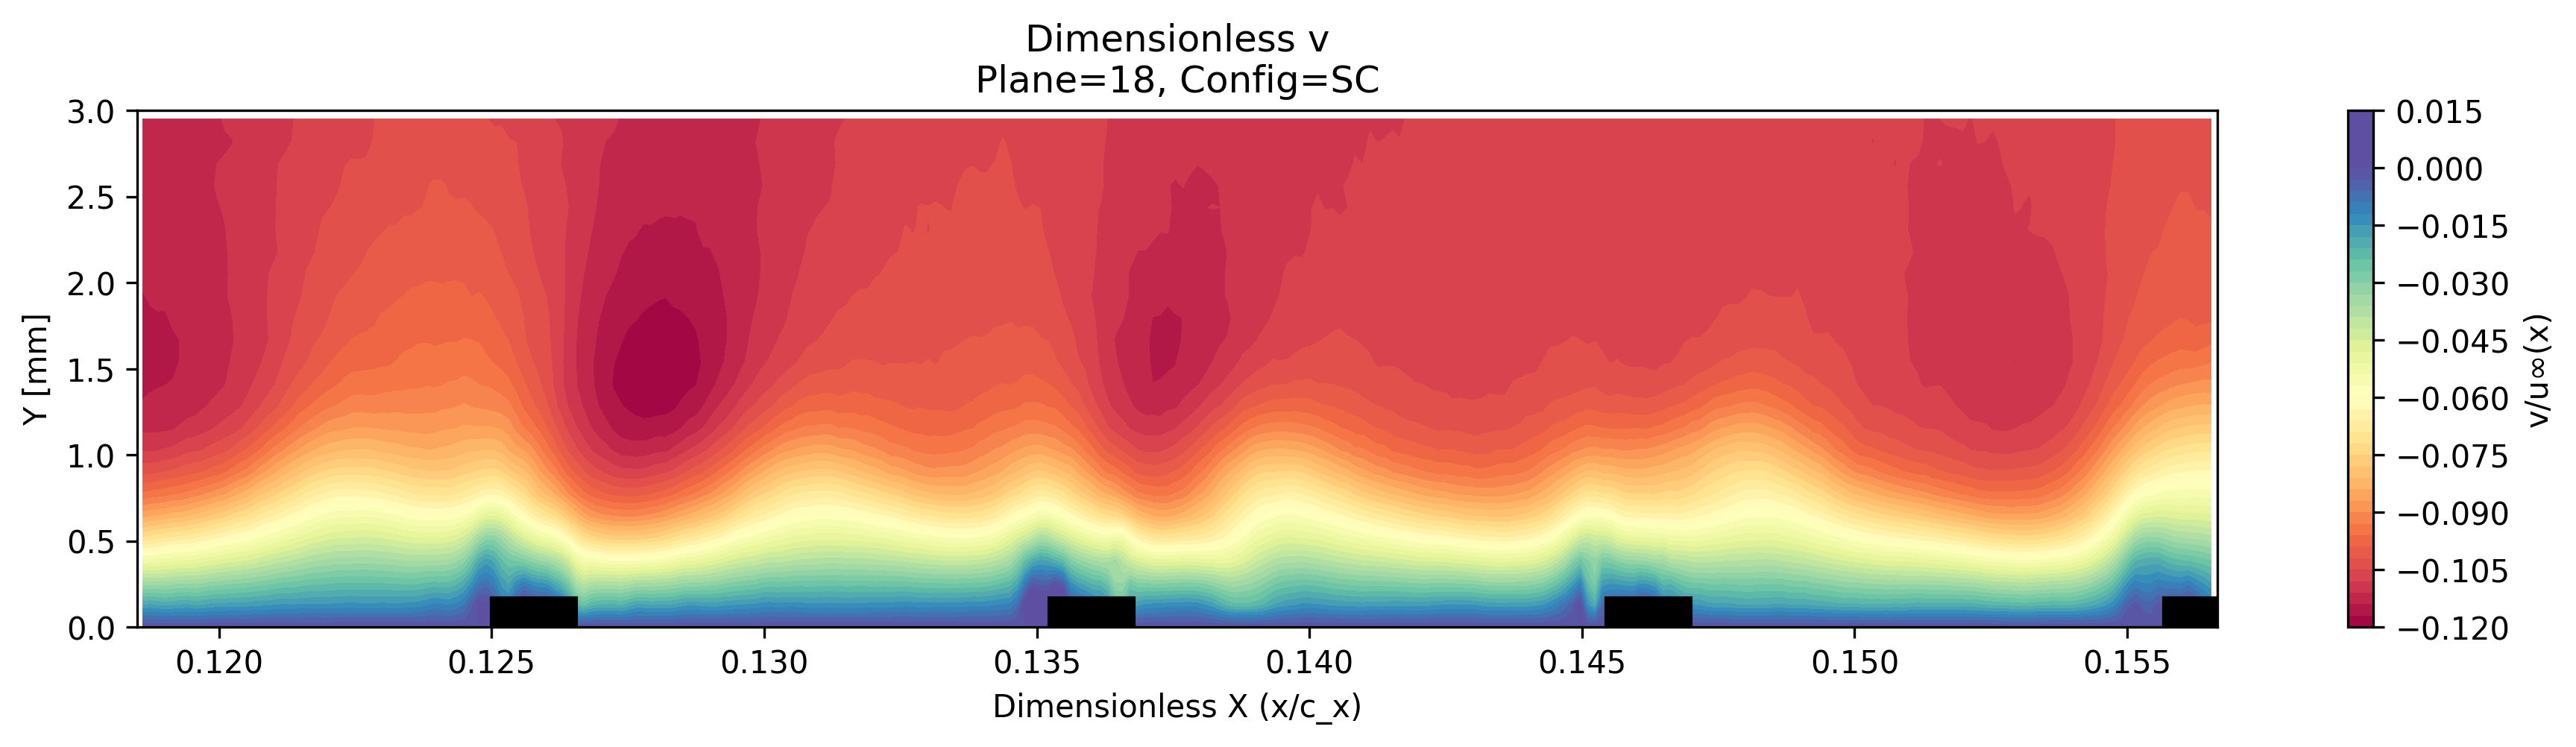 Dimensionless v
Plane=18, Config=SC
3.0
2.5
2.0
1.5
1.0
0.5
0.0
Y [mm]
0.120 0.125 0.130 0.135 0.140 0.145 0.150 0.155
Dimensionless X (x/c_x)
0.015
0.000
−0.015
−0.030
−0.045
−0.060
−0.075
−0.090
−0.105
−0.120
v/u∞(x)